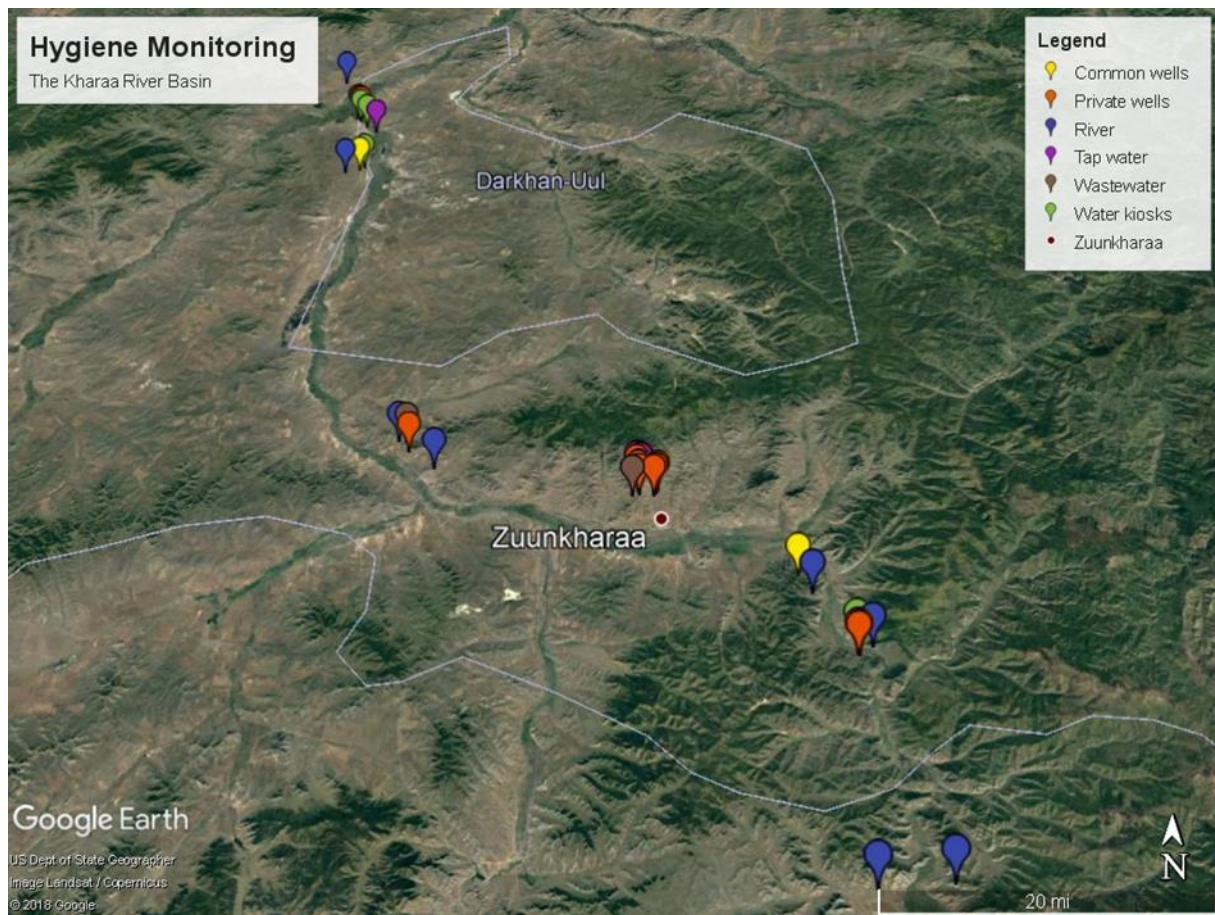 Hygiene Monitoring
The Kharaa River Basin
Legend
Common wells
Private wells
River
Tap water
Wastewater
Water kiosks
Zuunkharaa
Darkhan-Uul
Zuunkharaa
Google Earth
US Dept of State Geographer
Image Landsat / Copernicus
© 2018 Google
N
20 mi